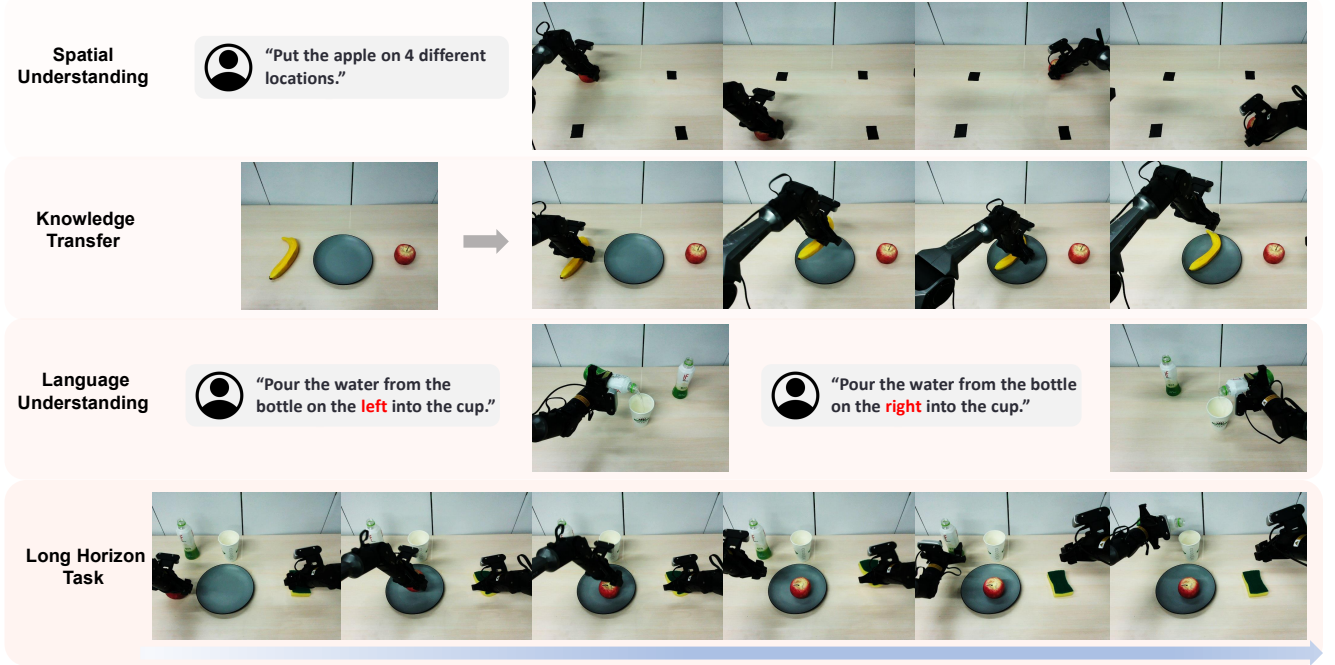 Spatial
Understanding
“Put the apple on 4 different
locations.”
Knowledge
Transfer
Language
Understanding
“Pour the water from the
bottle on the left into the cup.”
“Pour the water from the bottle
on the right into the cup.”
Long Horizon
Task